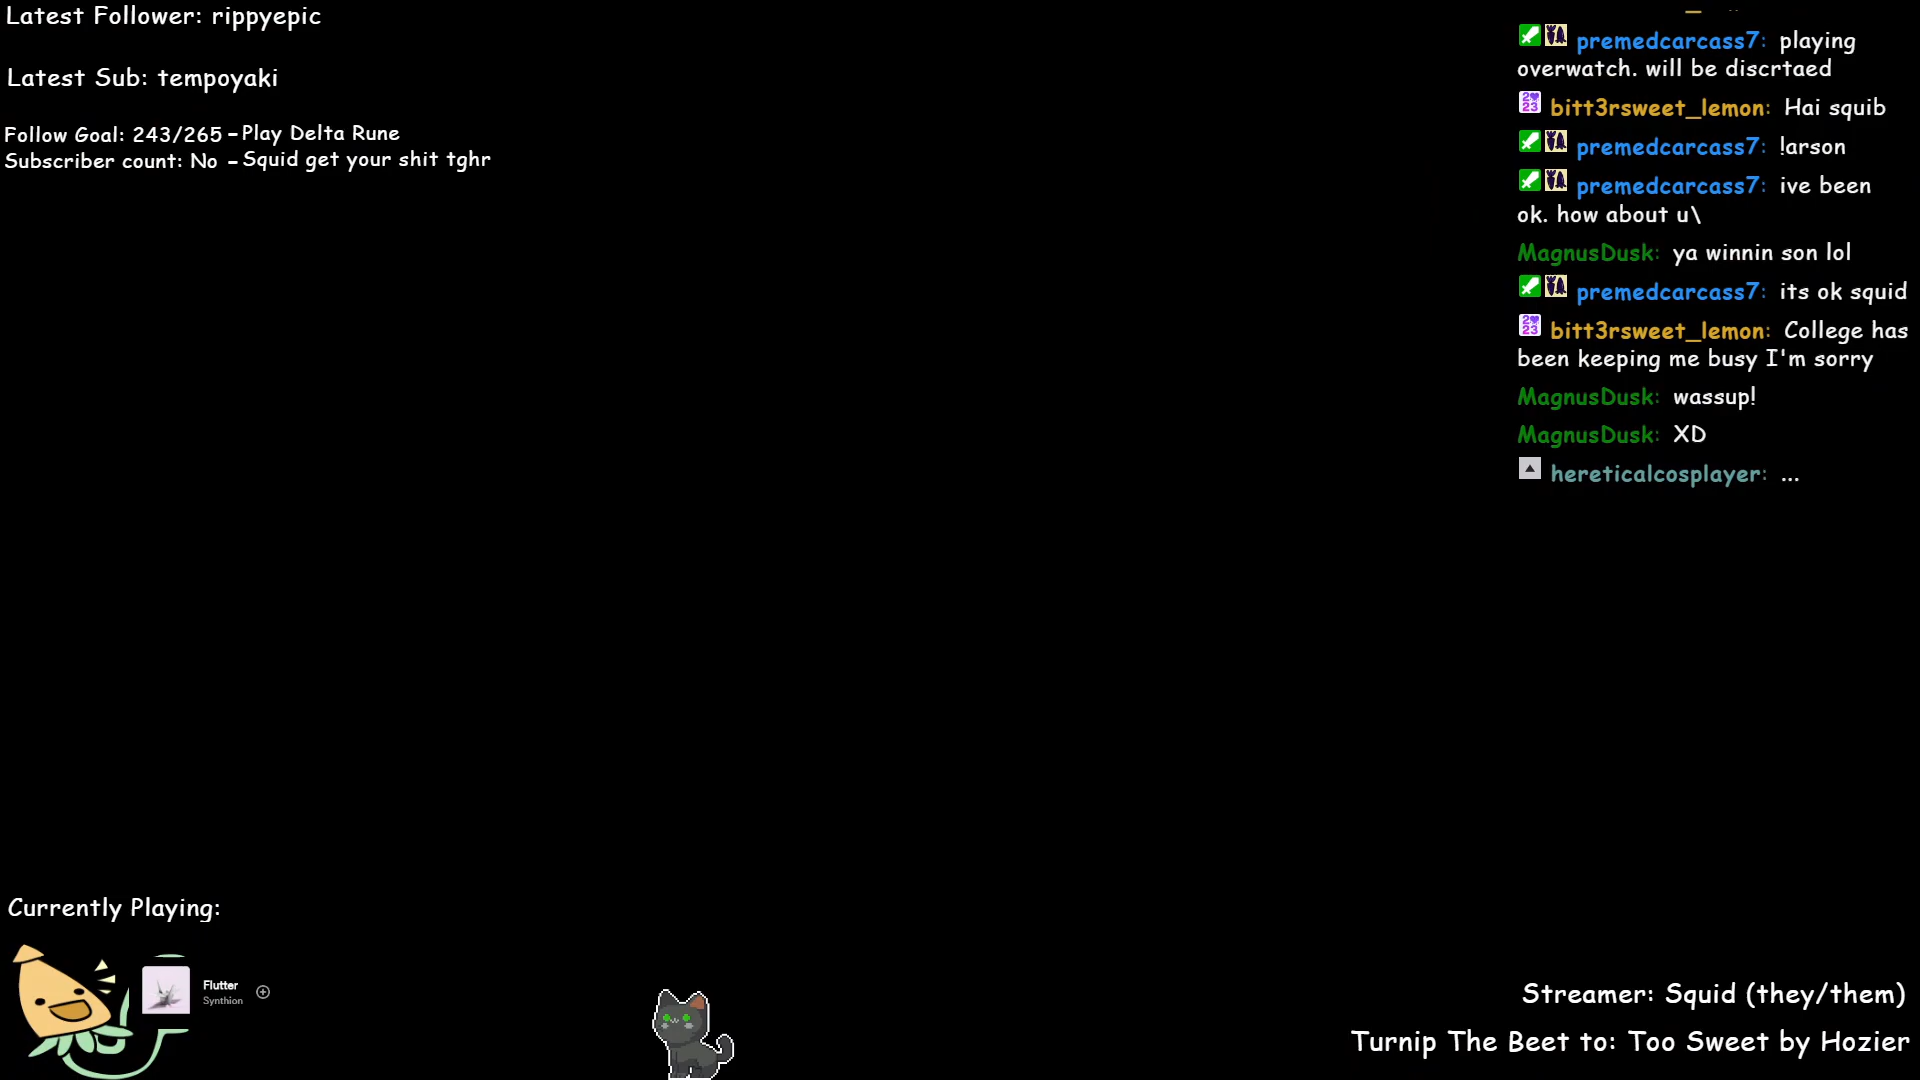 Latest Follower: rippyepic
Latest Sub: tempoyaki
Follow Goal: 243/265 - Play Delta Rune
Subscriber count: No - Squid get your shit tghr
premedcarcass7: playing
overwatch. will be discrtaed
bitt3rsweet_lemon: Hai squib
premedcarcass7: !arson
premedcarcass7: ive been
ok. how about u\
MagnusDusk: ya winnin son lol
premedcarcass7: its ok squid
bitt3rsweet_lemon: College has
been keeping me busy I'm sorry
MagnusDusk: wassup!
MagnusDusk: XD
hereticalcosplayer: ...
Currently Playing:
Flutter
Synthion
Streamer: Squid (they/them)
Turnip The Beet to: Too Sweet by Hozier